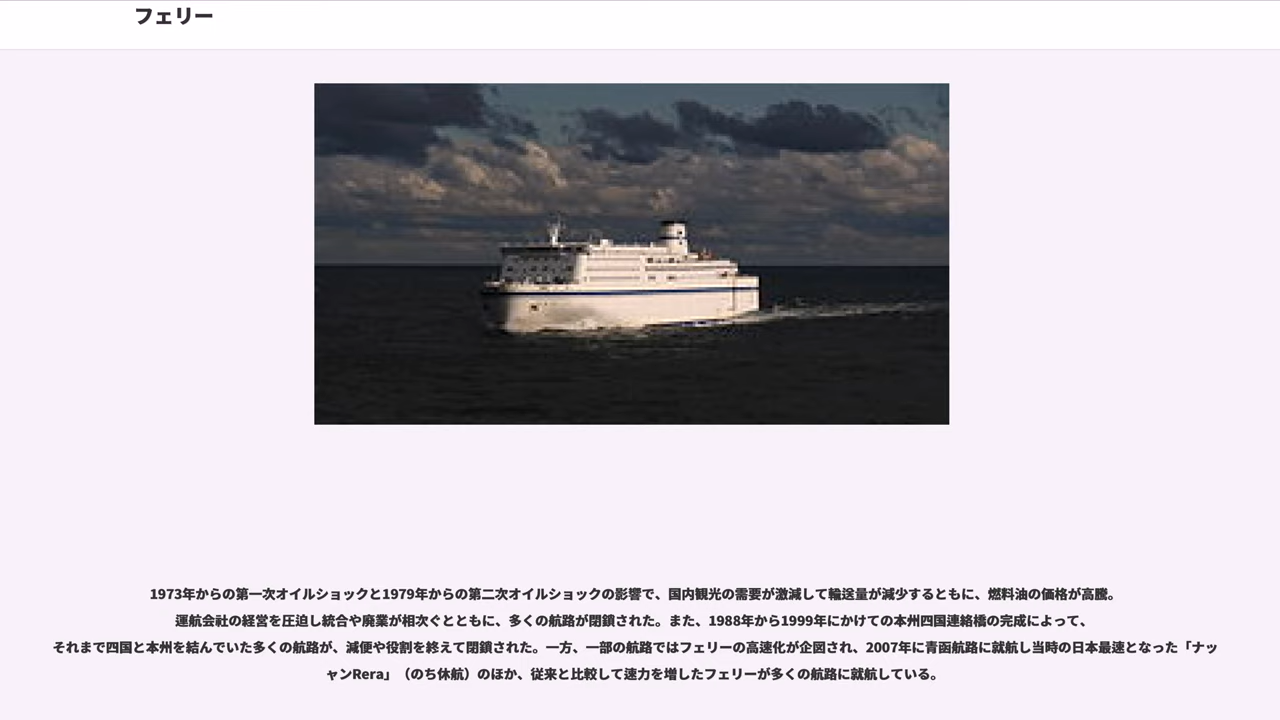 フェリー
1973年からの第一次オイルショックと1979年からの第二次オイルショックの影響で、国内観光の需要が激減して輸送量が減少するともに、燃料油の価格が高騰。
運航会社の経営を圧迫し統合や廃業が相次ぐとともに、多くの航路が閉鎖された。また、1988年から1999年にかけての本州四国連絡橋の完成によって、
それまで四国と本州を結んでいた多くの航路が、減便や役割を終えて閉鎖された。一方、一部の航路ではフェリーの高速化が企図され、2007年に青函航路に就航し当時の日本最速となった「ナッ
チャンRera」（のち休航）のほか、従来と比較して速力を増したフェリーが多くの航路に就航している。